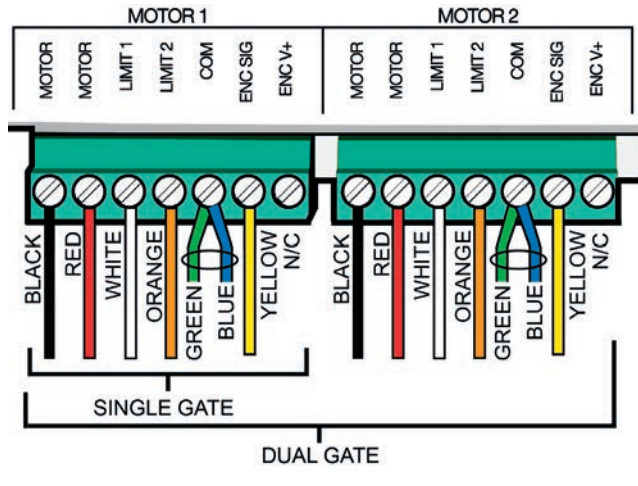 MOTOR 1 MOTOR 2
MOTOR MOTOR LIMIT 1 LIMIT 2 COM ENC SIG ENC V+ MOTOR MOTOR LIMIT 1 LIMIT 2 COM ENC SIG ENC V+
BLACK RED WHITE ORANGE GREEN BLUE YELLOW N/C BLACK RED WHITE ORANGE GREEN BLUE YELLOW N/C
SINGLE GATE
DUAL GATE